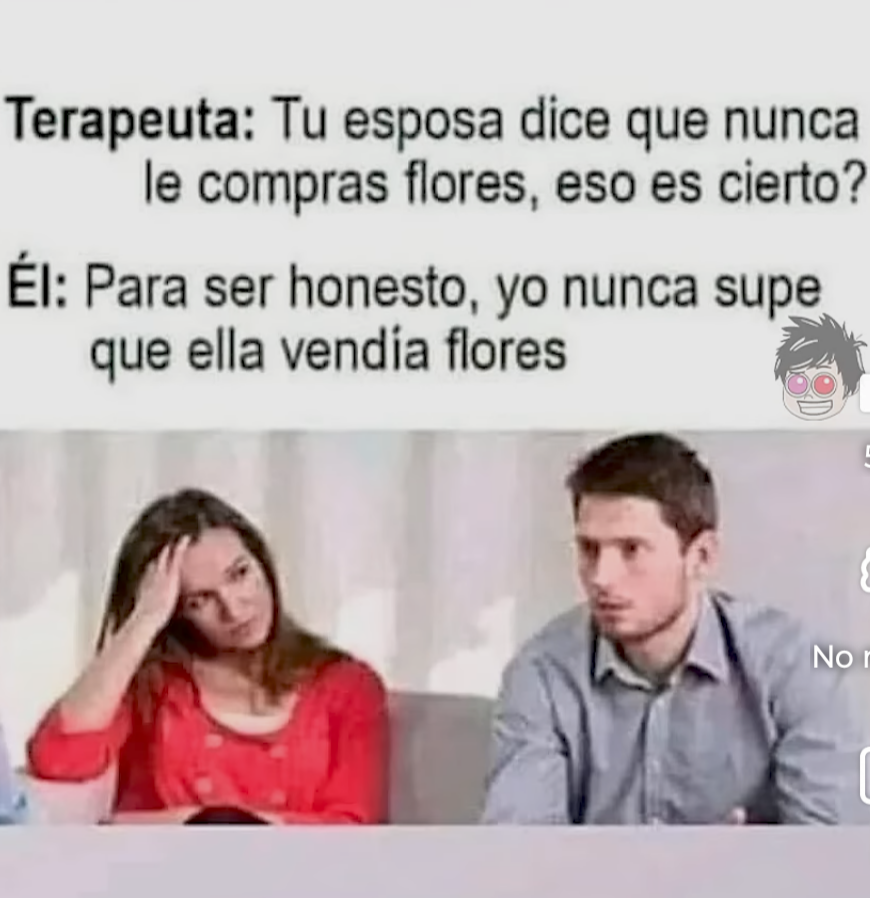 Terapeuta: Tu esposa dice que nunca
le compras flores, eso es cierto?
Él: Para ser honesto, yo nunca supe
que ella vendía flores
No